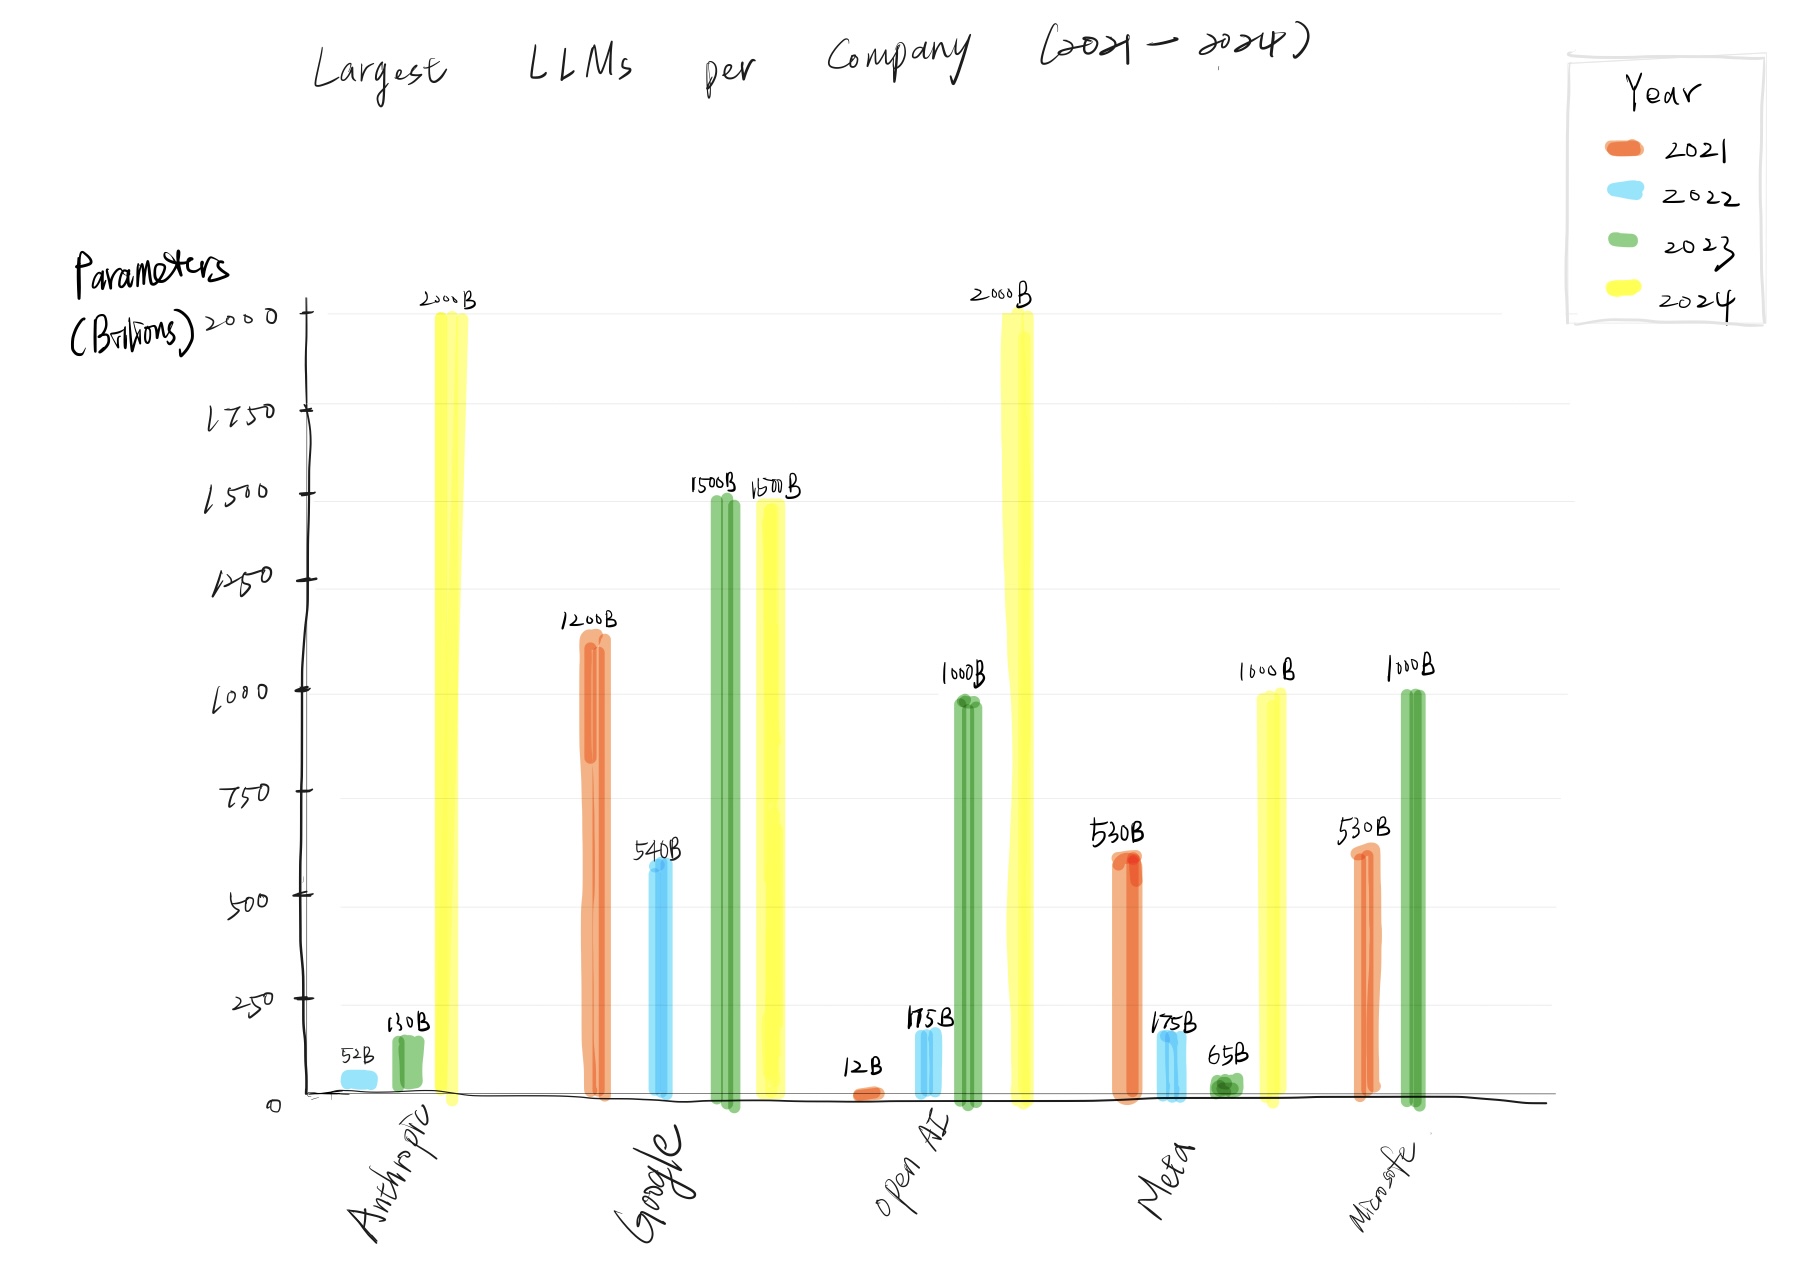 Largest LLMs per Company (2021 - 2024)
Year
2021
2022
2023
2024
Parameters
(Billions)
2000
1750
1500
1250
1000
750
500
250
0
52B
130B
2000B
1200B
540B
1500B
1500B
12B
175B
1000B
2000B
530B
175B
65B
1000B
530B
1000B
Anthropic
Google
Open AI
Meta
Microsofe